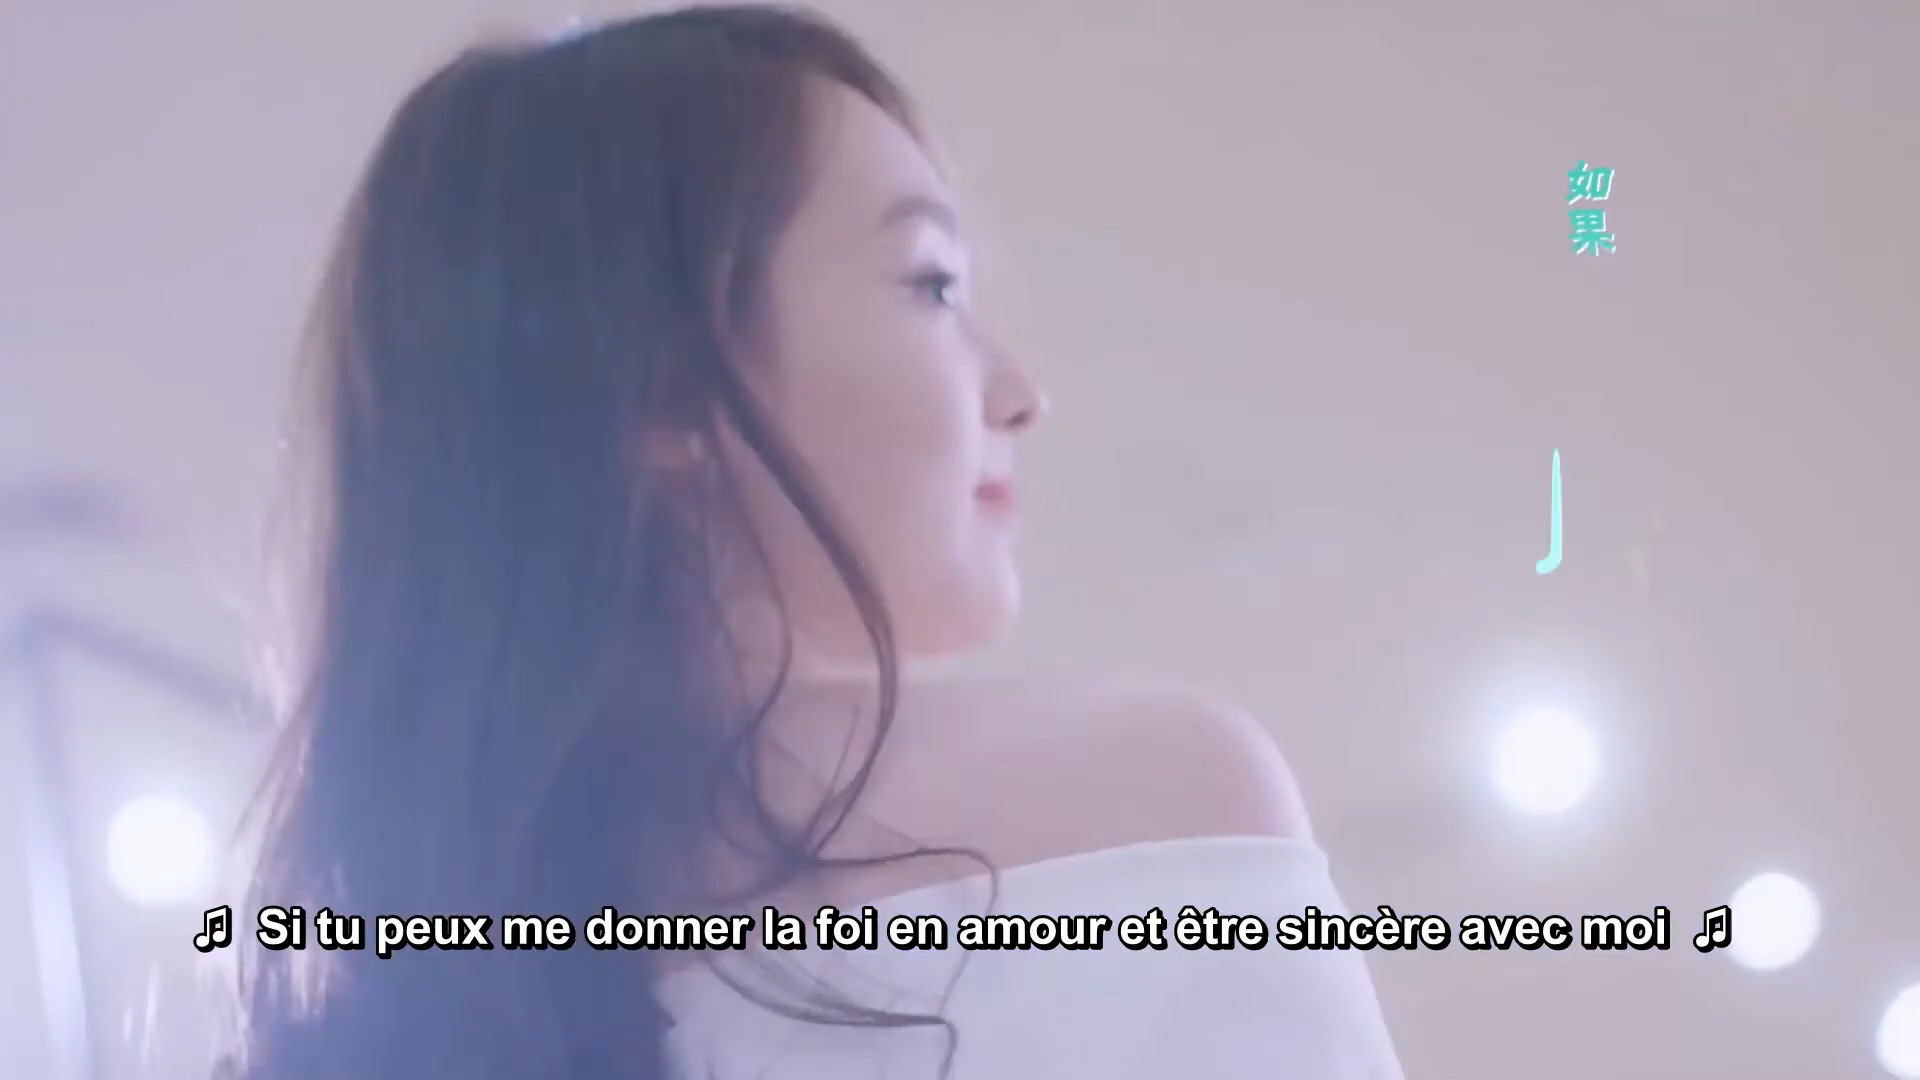 如果
♫ Si tu peux me donner la foi en amour et être sincère avec moi ♫